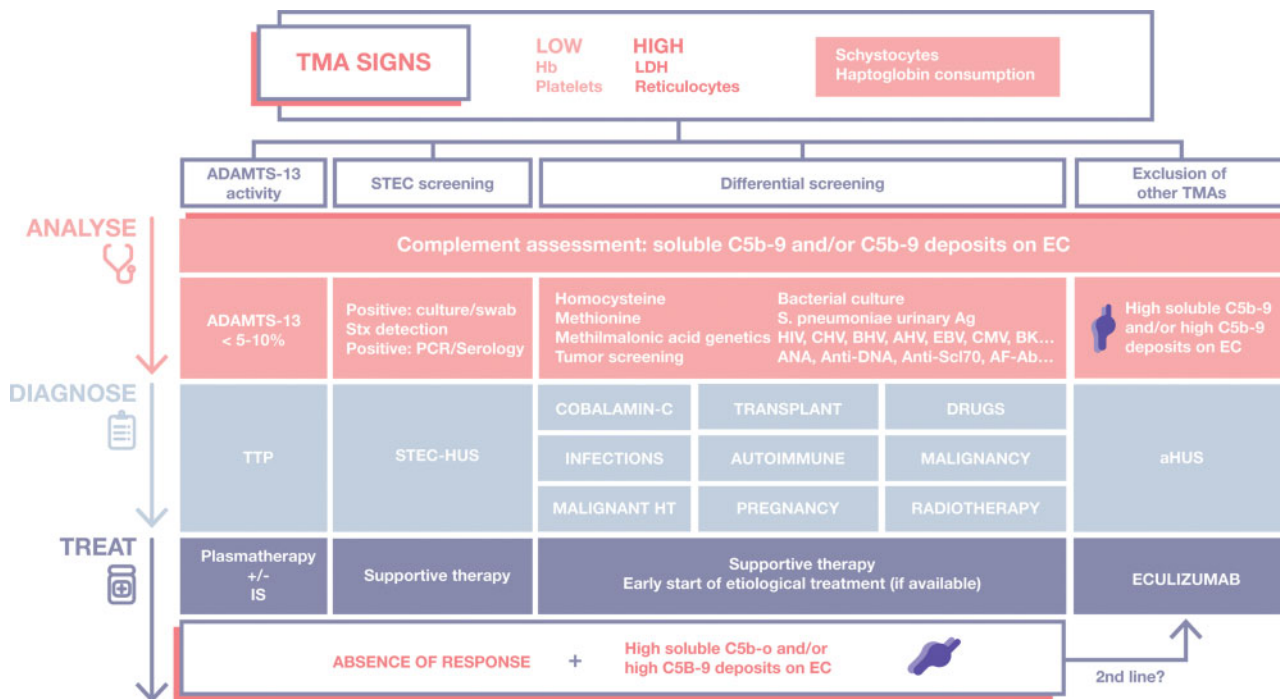 TMA SIGNS
LOW
Hb
Platelets
HIGH
LDH
Reticulocytes
Schystocytes
Haptoglobin consumption
ADAMTS-13
activity
STEC screening
Differential screening
Exclusion of
other TMAs
ANALYSE
Complement assessment: soluble C5b-9 and/or C5b-9 deposits on EC
ADAMTS-13
< 5-10%
Positive: culture/swab
Stx detection
Positive: PCR/Serology
Homocysteine
Methionine
Methilmalonic acid genetics
Tumor screening
Bacterial culture
S. pneumoniae urinary Ag
HIV, CHV, BHV, AHV, EBV, CMV, BK...
ANA, Anti-DNA, Anti-Scl70, AF-Ab...
High soluble C5b-9
and/or high C5b-9
deposits on EC
DIAGNOSE
TTP
STEC-HUS
COBALAMIN-C
TRANSPLANT
DRUGS
INFECTIONS
AUTOIMMUNE
MALIGNANCY
MALIGNANT HT
PREGNANCY
RADIOTHERAPY
aHUS
TREAT
Plasmatherapy
+/-
IS
Supportive therapy
Supportive therapy
Early start of etiological treatment (if available)
ECULIZUMAB
ABSENCE OF RESPONSE
+
High soluble C5b-o and/or
high C5B-9 deposits on EC
2nd line?